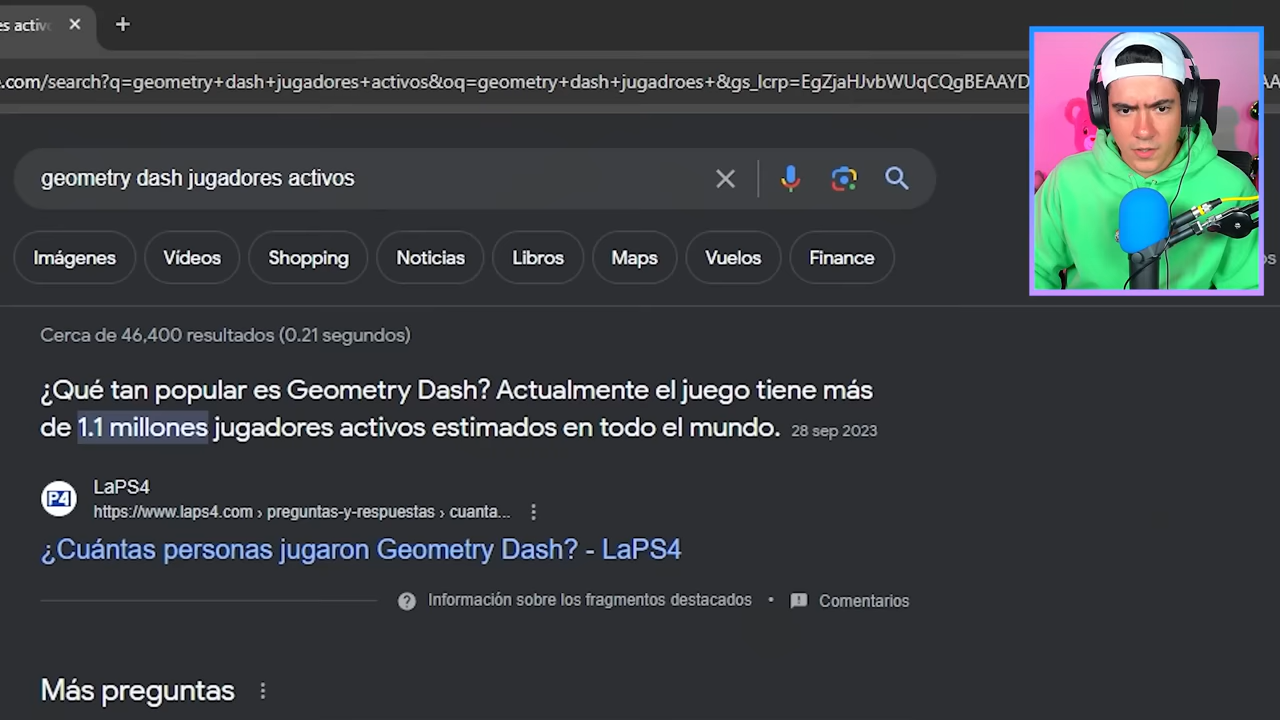 es activ
e.com/search?q=geometry+dash+jugadores+activos&oq=geometry+dash+jugadroes+&gs_lcrp=EgZjaHJvbWUqCQgBEAAYD
geometry dash jugadores activos
Imágenes
Vídeos
Shopping
Noticias
Libros
Maps
Vuelos
Finance
os
Cerca de 46,400 resultados (0.21 segundos)
¿Qué tan popular es Geometry Dash? Actualmente el juego tiene más
de 1.1 millones jugadores activos estimados en todo el mundo. 28 sep 2023
P4
LaPS4
https://www.laps4.com › preguntas-y-respuestas › cuanta...
¿Cuántas personas jugaron Geometry Dash? - LaPS4
Información sobre los fragmentos destacados • Comentarios
Más preguntas